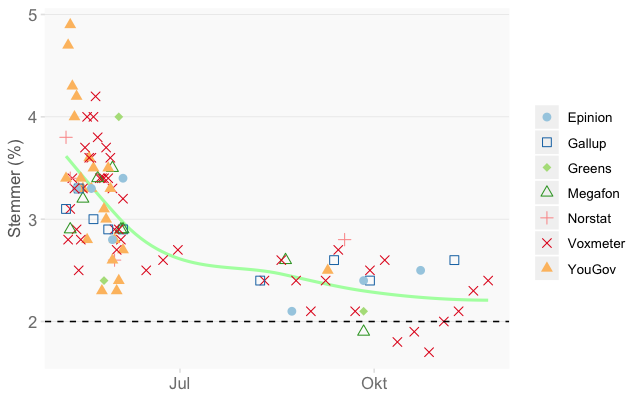 5
4
3
2
Stemmer (%)
Jul
Okt
Epinion
Gallup
Greens
Megafon
Norstat
Voxmeter
YouGov